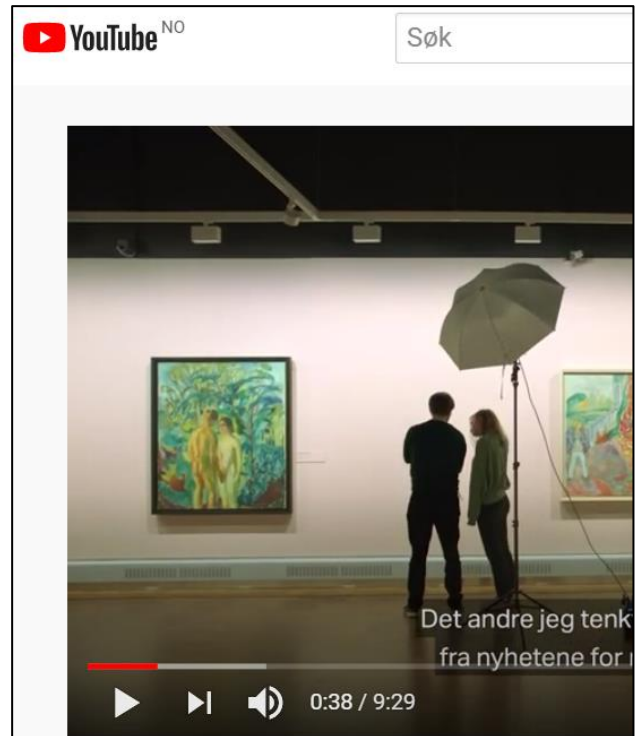 YouTube NO
Søk
Det andre jeg tenk
fra nyhetene for
0:38 / 9:29